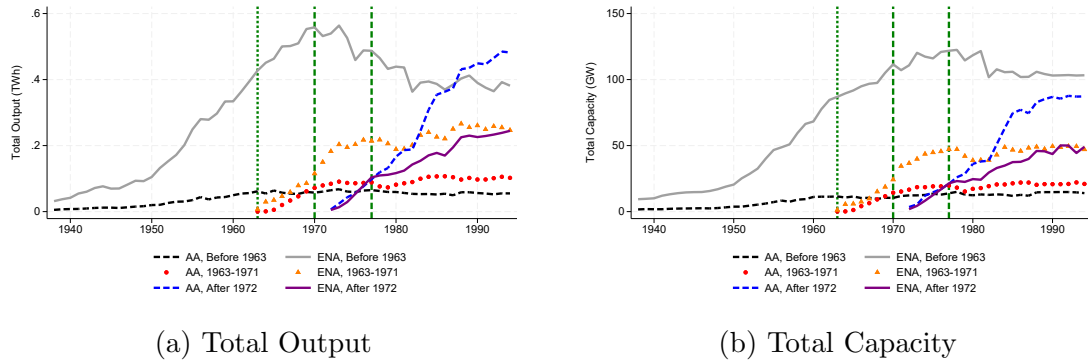 Total Output (TWh)
.6
.4
.2
0
1940 1950 1960 1970 1980 1990
AA, Before 1963 ENA, Before 1963
AA, 1963-1971 ENA, 1963-1971
AA, After 1972 ENA, After 1972
(a) Total Output
Total Capacity (GW)
150
100
50
0
1940 1950 1960 1970 1980 1990
AA, Before 1963 ENA, Before 1963
AA, 1963-1971 ENA, 1963-1971
AA, After 1972 ENA, After 1972
(b) Total Capacity